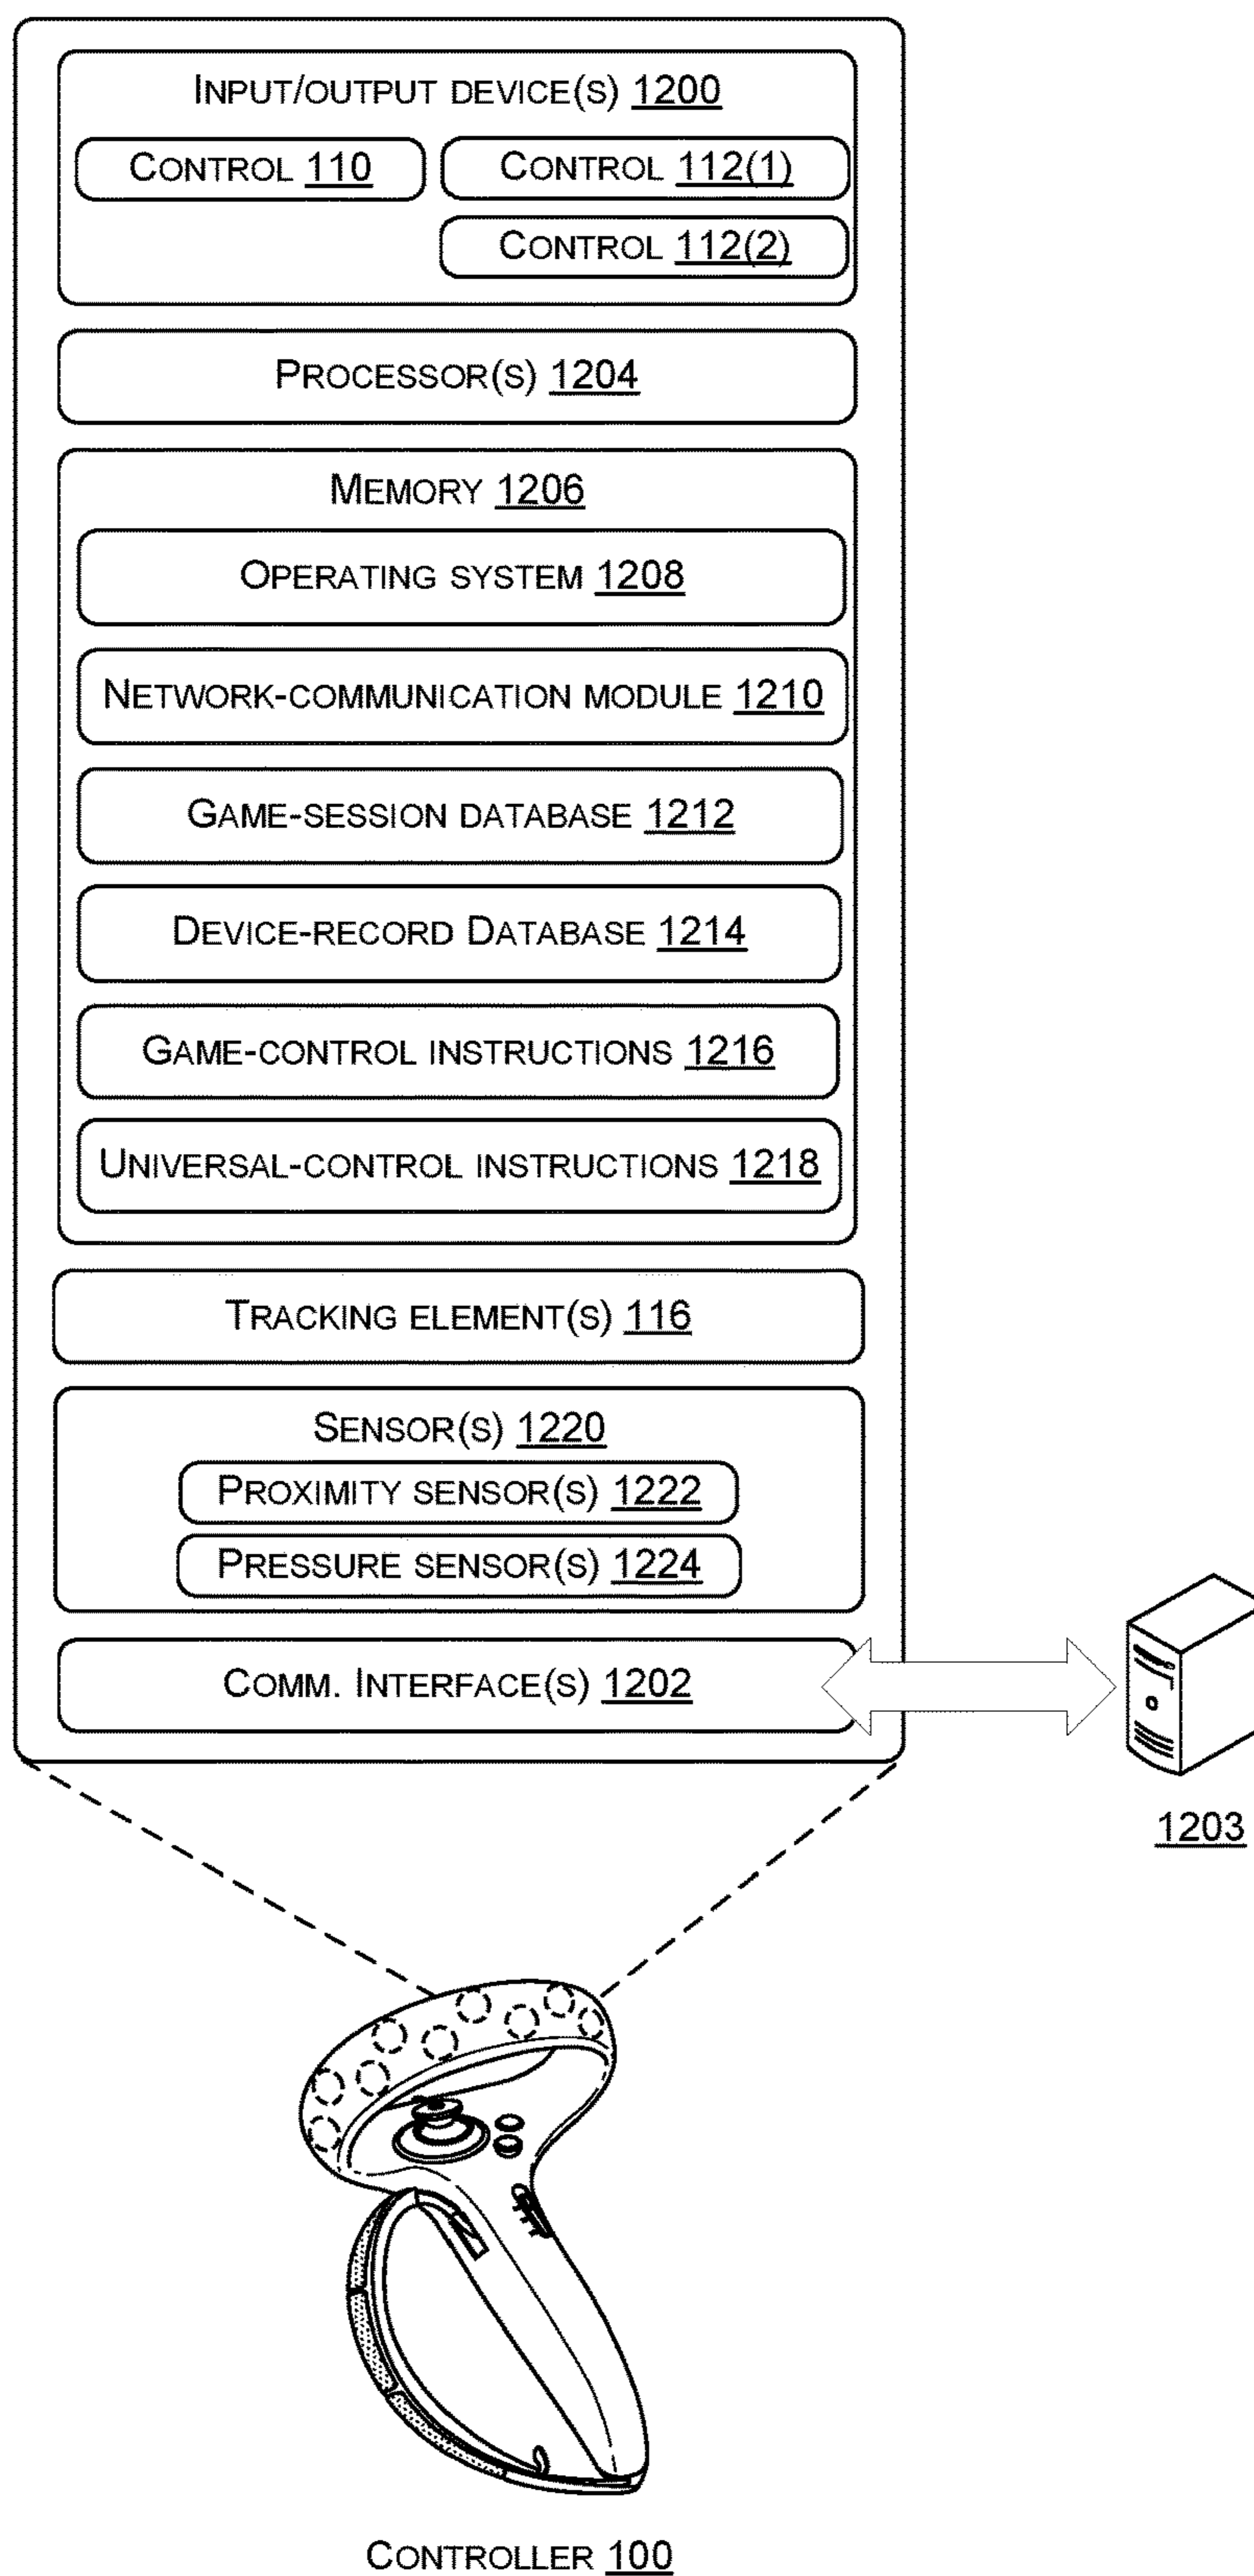 INPUT/OUTPUT DEVICE(S) 1200
CONTROL 110 CONTROL 112(1)
CONTROL 112(2)
PROCESSOR(S) 1204
MEMORY 1206
OPERATING SYSTEM 1208
NETWORK-COMMUNICATION MODULE 1210
GAME-SESSION DATABASE 1212
DEVICE-RECORD DATABASE 1214
GAME-CONTROL INSTRUCTIONS 1216
UNIVERSAL-CONTROL INSTRUCTIONS 1218
TRACKING ELEMENT(S) 116
SENSOR(S) 1220
PROXIMITY SENSOR(S) 1222
PRESSURE SENSOR(S) 1224
COMM. INTERFACE(S) 1202
1203
CONTROLLER 100